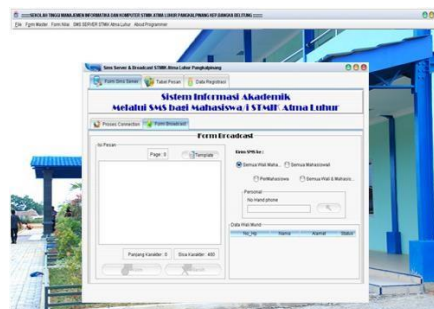 :::::SEKOLAH TINGGI MANAJEMEN INFORMATIKA DAN KOMPUTER STMIK ATMA LUHUR PANGKALPINANG KEP.BANGKA BELITUNG :::::
File Form Master Form Nilai SMS SERVER STMIK Atma Luhur About Programmer
Sms Server & Broadcast STMIK Atma Luhur Pangkalpinang
Form Sms Server Tabel Pesan Data Registrasi
Sistem Informasi Akademik
Melalui SMS bagi Mahasiswa/i STMIK Atma Luhur
Proses Connection Form Broadcast
Form Broadcast
Isi Pesan
Page: 0 Template
Kirim SMS ke :
Semua Wali Maha... Semua Mahasiswa/i
PerMahasiswa Semua Wali & Mahasis...
Personal
No Hand phone
Data Wali Murid
No_Hp Nama Alamat Status
Panjang Karakter: 0 Sisa Karakter: 480